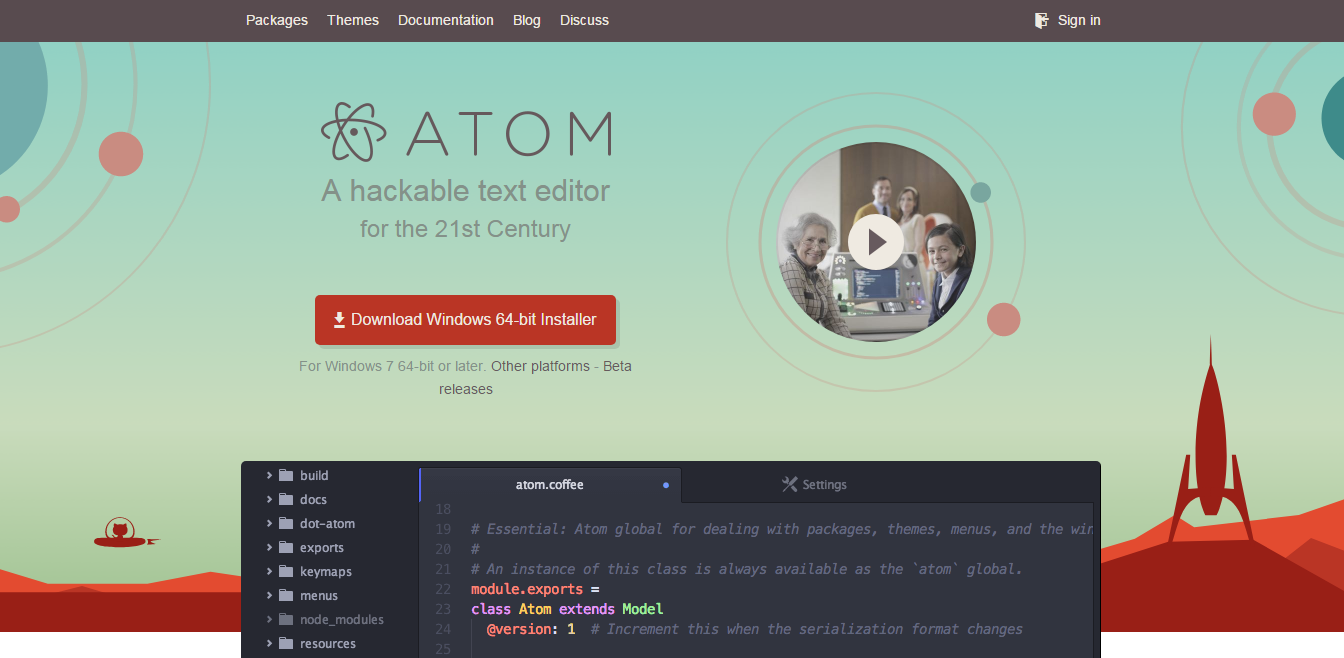 Packages Themes Documentation Blog Discuss Sign in
ATOM
A hackable text editor
for the 21st Century
Download Windows 64-bit Installer
For Windows 7 64-bit or later. Other platforms - Beta
releases
build
docs
dot-atom
exports
keymaps
menus
node_modules
resources
atom.coffee Settings
18
19 # Essential: Atom global for dealing with packages, themes, menus, and the
20 #
21 # An instance of this class is always available as the `atom` global.
22 module.exports =
23 class Atom extends Model
24 @version: 1 # Increment this when the serialization format changes
25